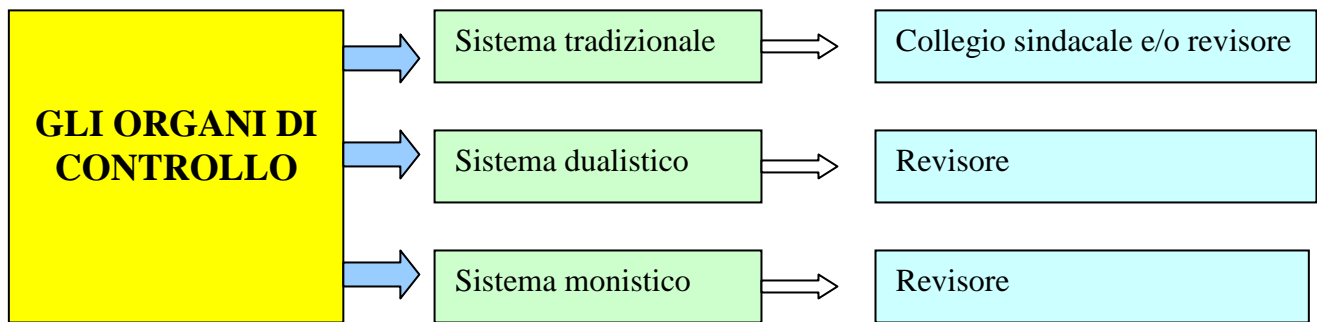 GLI ORGANI DI
CONTROLLO
Sistema tradizionale
Collegio sindacale e/o revisore
Sistema dualistico
Revisore
Sistema monistico
Revisore